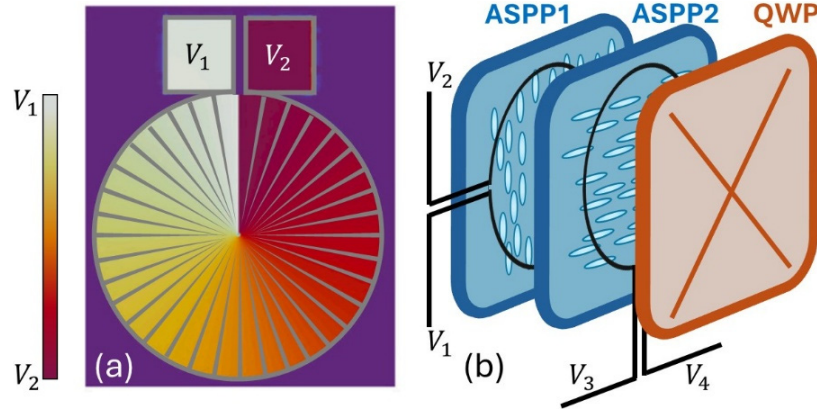 V₁
V₂
V₁
V₂
(a)
ASPP1
ASPP2
QWP
V₂
V₁
V₃
V₄
(b)